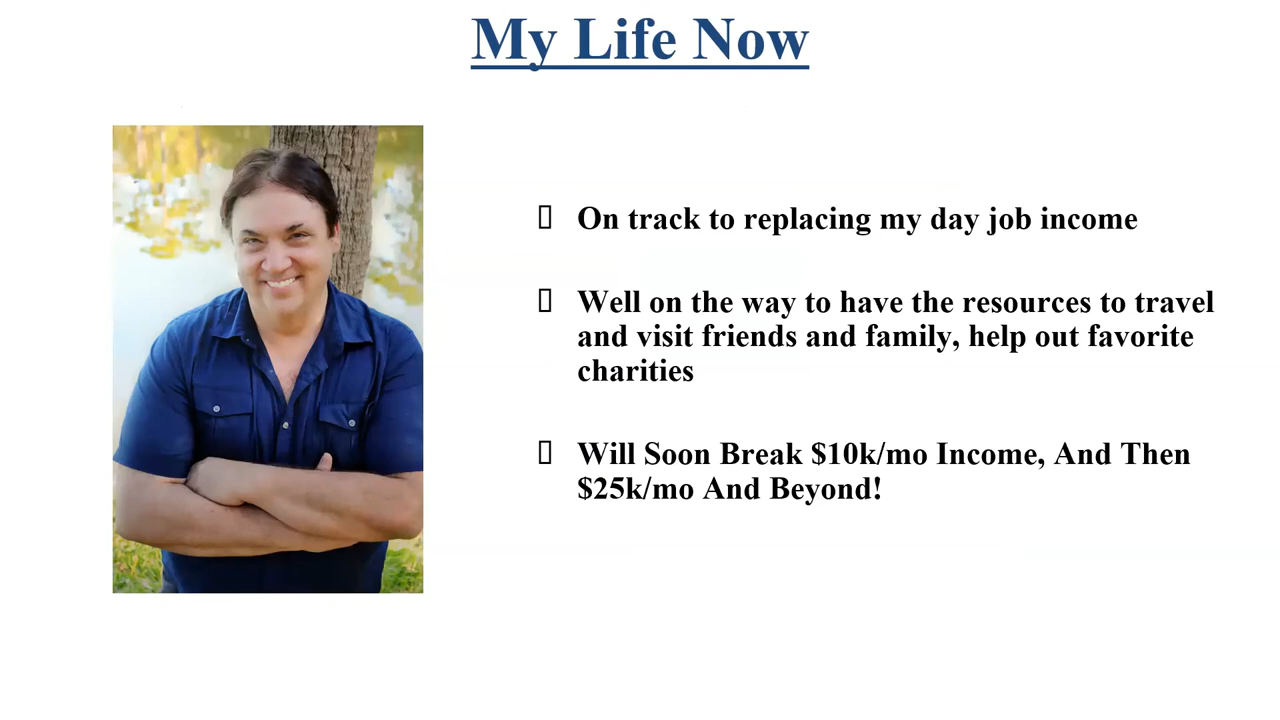 My Life Now
On track to replacing my day job income
Well on the way to have the resources to travel
and visit friends and family, help out favorite
charities
Will Soon Break $10k/mo Income, And Then
$25k/mo And Beyond!